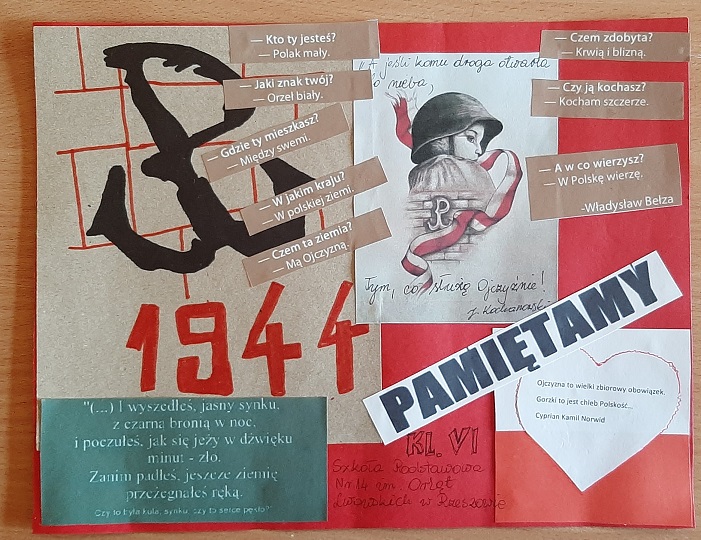 — Kto ty jesteś?
— Polak mały.
— Jaki znak twój?
— Orzeł biały.
— Gdzie ty mieszkasz?
— Między swemi.
— W jakim kraju?
— W polskiej ziemi.
— Czem ta ziemia?
— Mą Ojczyzną.
— Czem zdobyta?
— Krwią i blizną.
— Czy ją kochasz?
— Kocham szczerze.
— A w co wierzysz?
— W Polskę wierzę.
-Władysław Bełza
"A jeśli komu droga otwarta
do nieba,
Tym, co służą Ojczyźnie!
J. Kochanowski
1944
PAMIĘTAMY
"(...) I wyszedłeś, jasny synku,
z czarną bronią w noc,
i poczułeś, jak się jeży w dźwięku
minut - zło.
Zanim padłeś, jeszcze ziemię
przeżegnałeś ręką.
Czy to była kula, synku, czy to serce pękło?"
KL. VI
Szkoła Podstawowa
Nr 14 im. Orląt
Lwowskich w Rzeszowie
Ojczyzna to wielki zbiorowy obowiązek.
Gorzki to jest chleb Polskość...
Cyprian Kamil Norwid